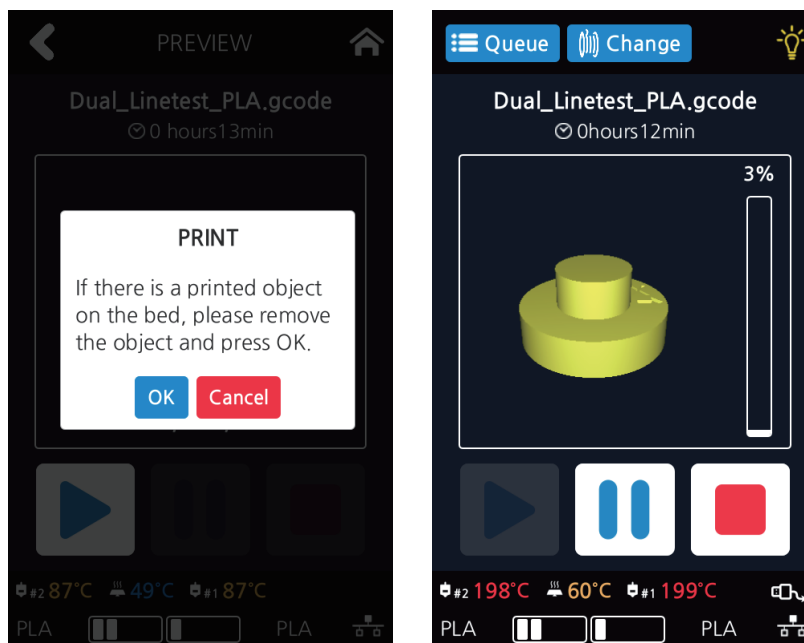 PREVIEW
Dual_Linetest_PLA.gcode
0 hours13min
PRINT
If there is a printed object
on the bed, please remove
the object and press OK.
OK
Cancel
#2 87°C 49°C #1 87°C
PLA PLA
Queue Change
Dual_Linetest_PLA.gcode
0hours12min
3%
#2 198°C 60°C #1 199°C
PLA PLA